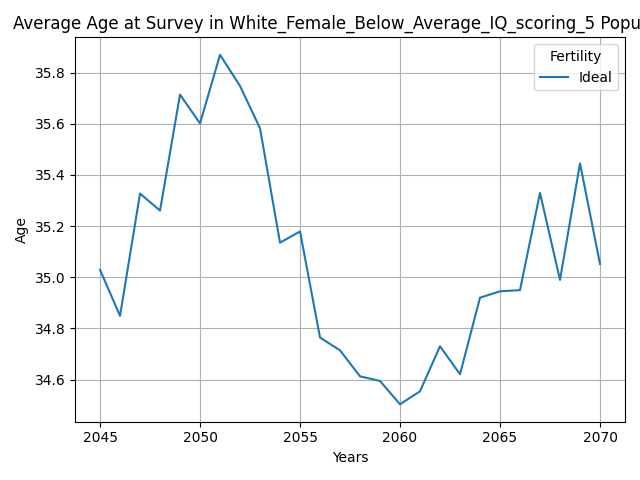 Average Age at Survey in White_Female_Below_Average_IQ_scoring_5 Popu
Fertility
Ideal
35.8
35.6
35.4
35.2
35.0
34.8
34.6
Age
2045 2050 2055 2060 2065 2070
Years